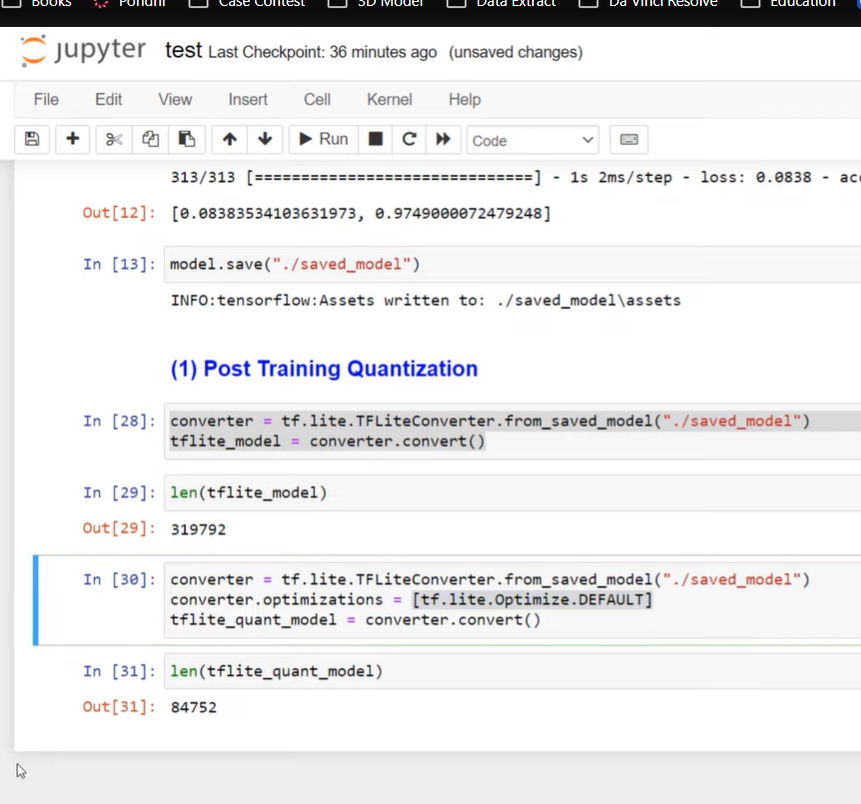 Books Case Contest 3D Model Data Extract Da Vinci Resolve Education
jupyter test Last Checkpoint: 36 minutes ago (unsaved changes)
File Edit View Insert Cell Kernel Help
Run Code
313/313 [==============================] - 1s 2ms/step - loss: 0.0838 - acc
Out[12]: [0.08383534103631973, 0.9749000072479248]
In [13]: model.save("./saved_model")
INFO:tensorflow:Assets written to: ./saved_model\assets
(1) Post Training Quantization
In [28]: converter = tf.lite.TFLiteConverter.from_saved_model("./saved_model")
tflite_model = converter.convert()
In [29]: len(tflite_model)
Out[29]: 319792
In [30]: converter = tf.lite.TFLiteConverter.from_saved_model("./saved_model")
converter.optimizations = [tf.lite.Optimize.DEFAULT]
tflite_quant_model = converter.convert()
In [31]: len(tflite_quant_model)
Out[31]: 84752